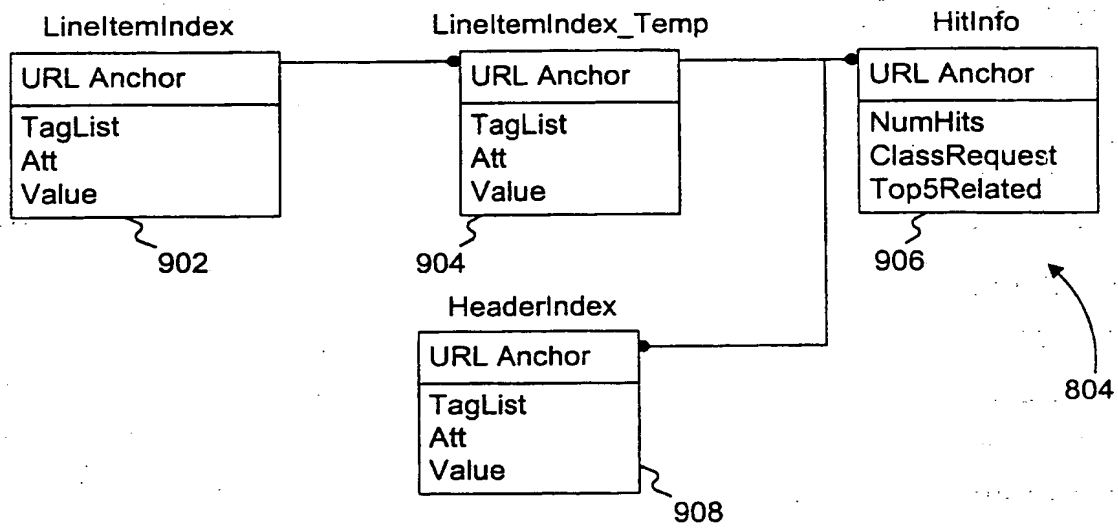 LineItemIndex
URL Anchor
TagList
Att
Value
902
LineItemIndex_Temp
URL Anchor
TagList
Att
Value
904
HitInfo
URL Anchor
NumHits
ClassRequest
Top5Related
906
HeaderIndex
URL Anchor
TagList
Att
Value
908
804